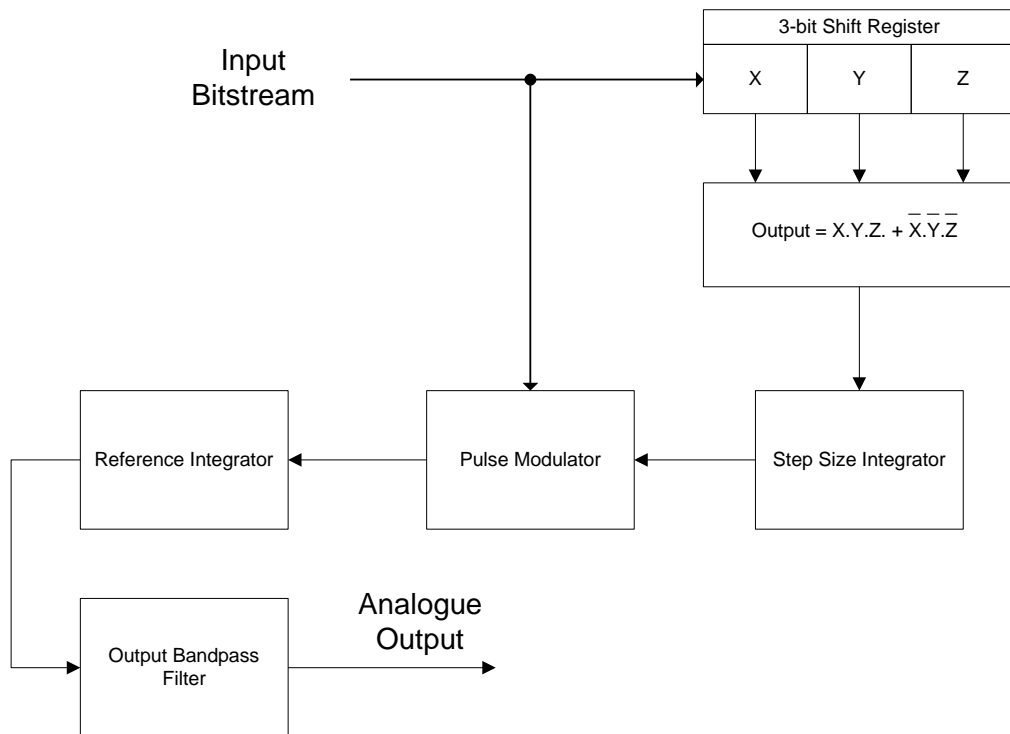 3-bit Shift Register
Input
Bitstream
X Y Z
Output = X.Y.Z. + X̅.Y̅.Z̅
Reference Integrator
Pulse Modulator
Step Size Integrator
Analogue
Output
Output Bandpass
Filter